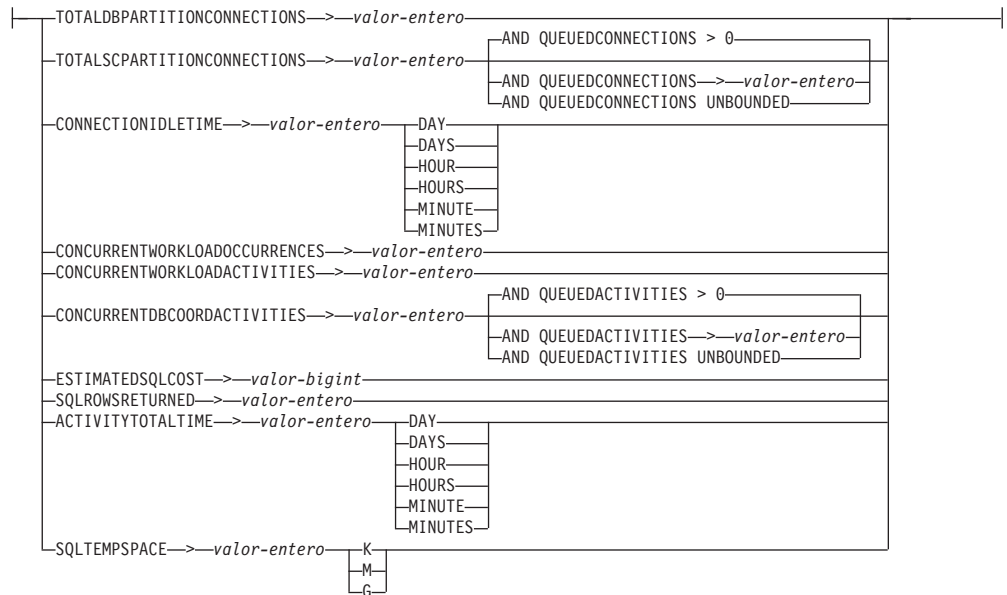 TOTALDBPARTITIONCONNECTIONS > valor-entero
AND QUEUEDCONNECTIONS > 0
TOTALSCPARTITIONCONNECTIONS > valor-entero
AND QUEUEDCONNECTIONS > valor-entero
AND QUEUEDCONNECTIONS UNBOUNDED
CONNECTIONIDLETIME > valor-entero DAY
DAYS
HOUR
HOURS
MINUTE
MINUTES
CONCURRENTWORKLOADOCCURRENCES > valor-entero
CONCURRENTWORKLOADACTIVITIES > valor-entero
AND QUEUEDACTIVITIES > 0
CONCURRENTDBCOORDACTIVITIES > valor-entero
AND QUEUEDACTIVITIES > valor-entero
AND QUEUEDACTIVITIES UNBOUNDED
ESTIMATEDSQLCOST > valor-bigint
SQLROWSRETURNED > valor-entero
ACTIVITYTOTALTIME > valor-entero DAY
DAYS
HOUR
HOURS
MINUTE
MINUTES
SQLTEMPSPACE > valor-entero K
M
G